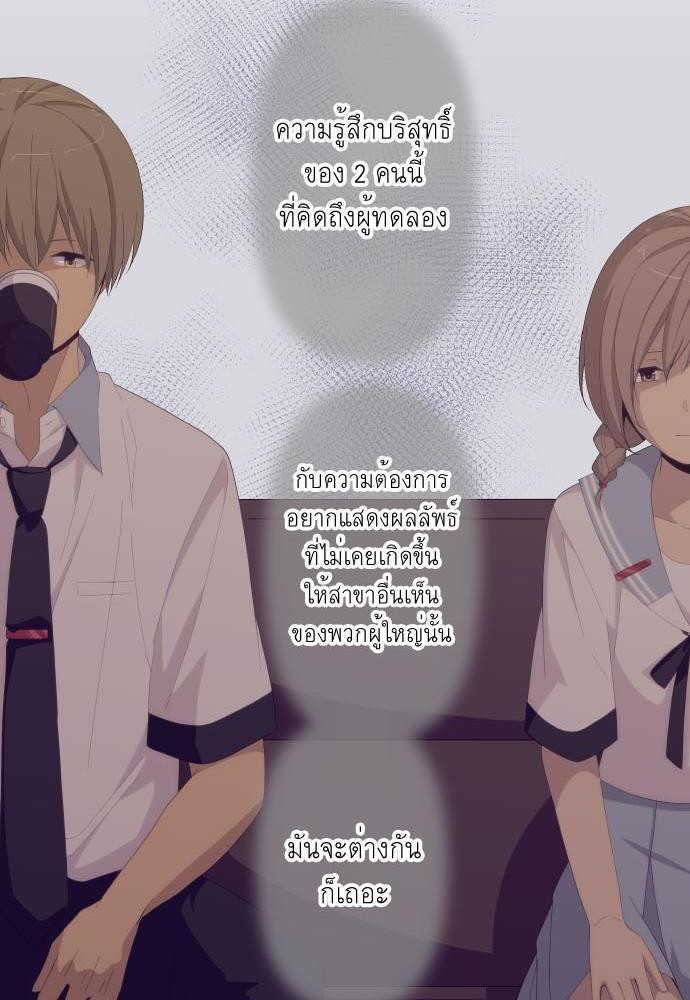 ความรู้สึกบริสุทธิ์
ของ 2 คนนี้
ที่คิดถึงผู้ทดลอง
กับความต้องการ
อยากแสดงผลลัพธ์
ที่ไม่เคยเกิดขึ้น
ให้สาขาอื่นเห็น
ของพวกผู้ใหญ่นั้น
มันจะต่างกัน
ก็เถอะ